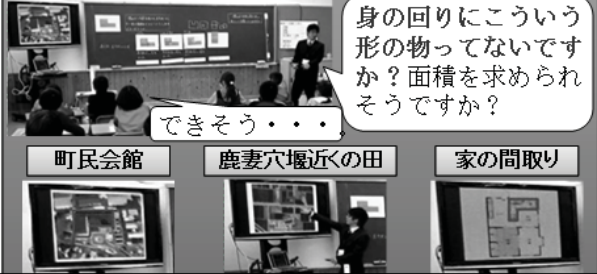 身の回りにこういう
形の物ってないです
か？面積を求められ
そうですか？
できそう・・・。
町民会館
鹿妻穴堰近くの田
家の間取り